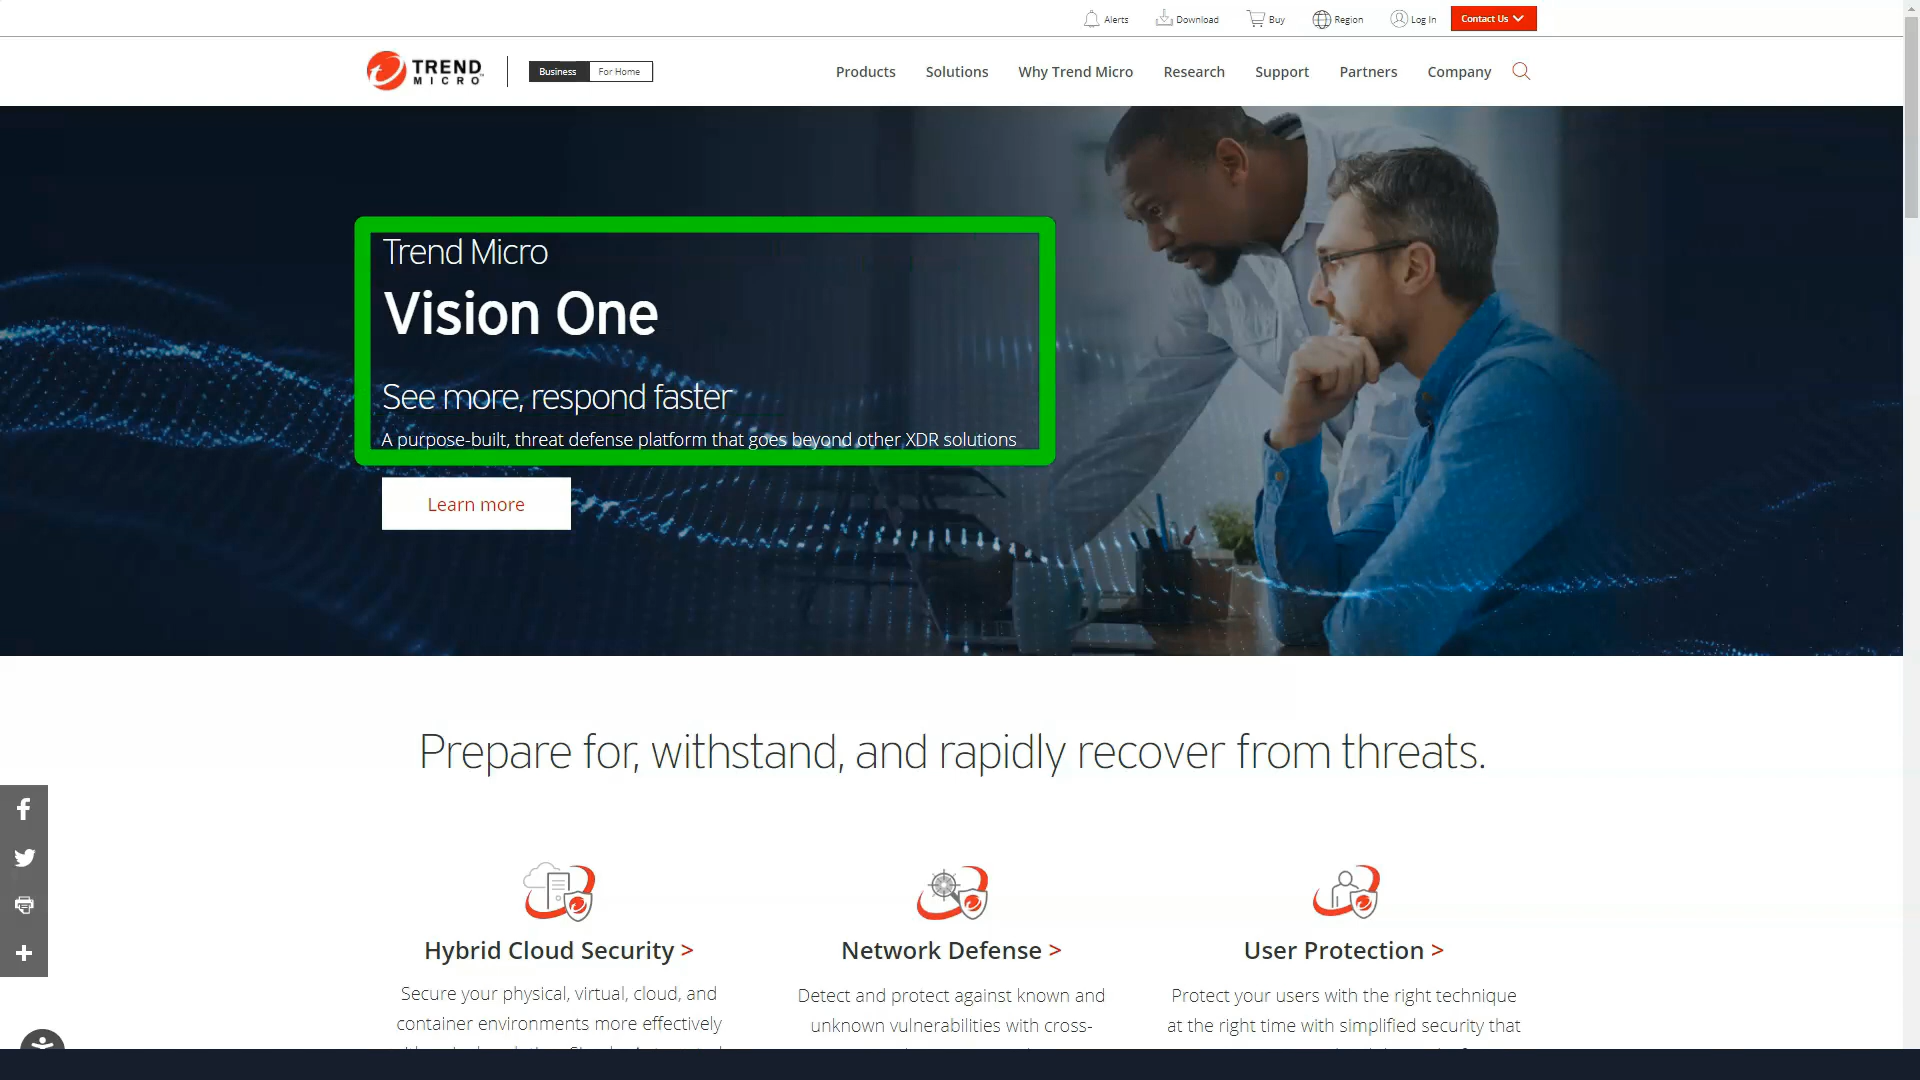 Alerts
Download
Buy
Region
Log In
Contact Us
TREND
MICRO
Business
For Home
Products
Solutions
Why Trend Micro
Research
Support
Partners
Company
Trend Micro
Vision One
See more, respond faster
A purpose-built, threat defense platform that goes beyond other XDR solutions
Learn more
Prepare for, withstand, and rapidly recover from threats.
Hybrid Cloud Security >
Secure your physical, virtual, cloud, and
container environments more effectively
Network Defense >
Detect and protect against known and
unknown vulnerabilities with cross-
User Protection >
Protect your users with the right technique
at the right time with simplified security that